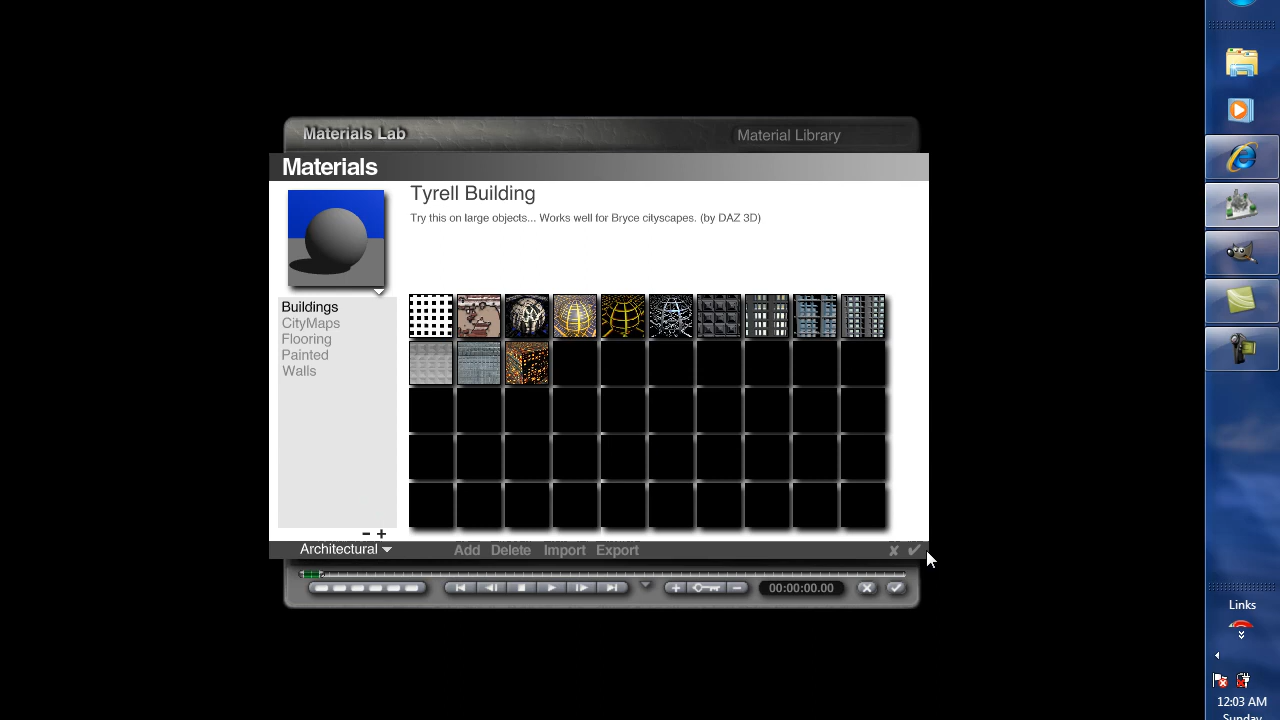 Materials Lab
Material Library
Materials
Tyrell Building
Try this on large objects... Works well for Bryce cityscapes. (by DAZ 3D)
Buildings
CityMaps
Flooring
Painted
Walls
Architectural
Add
Delete
Import
Export
00:00:00.00
Links
12:03 AM
Sunday